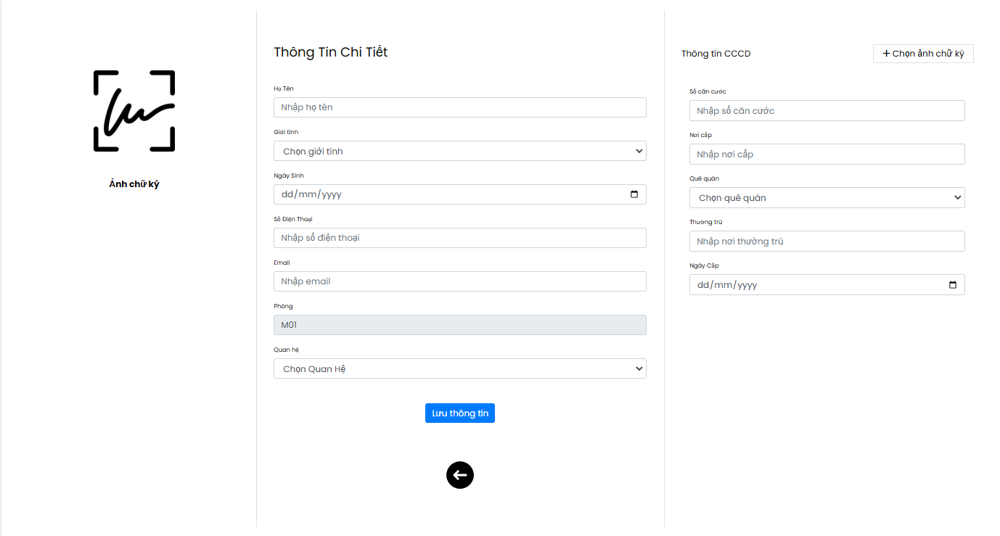 Ảnh chữ ký
Thông Tin Chi Tiết
Họ Tên
Nhập họ tên
Giới tính
Chọn giới tính
Ngày Sinh
dd/mm/yyyy
Số Điện Thoại
Nhập số điện thoại
Email
Nhập email
Phòng
M01
Quan hệ
Chọn Quan Hệ
Lưu thông tin
Thông tin CCCD
+ Chọn ảnh chữ ký
Số căn cước
Nhập số căn cước
Nơi cấp
Nhập nơi cấp
Quê quán
Chọn quê quán
Thường trú
Nhập nơi thường trú
Ngày Cấp
dd/mm/yyyy